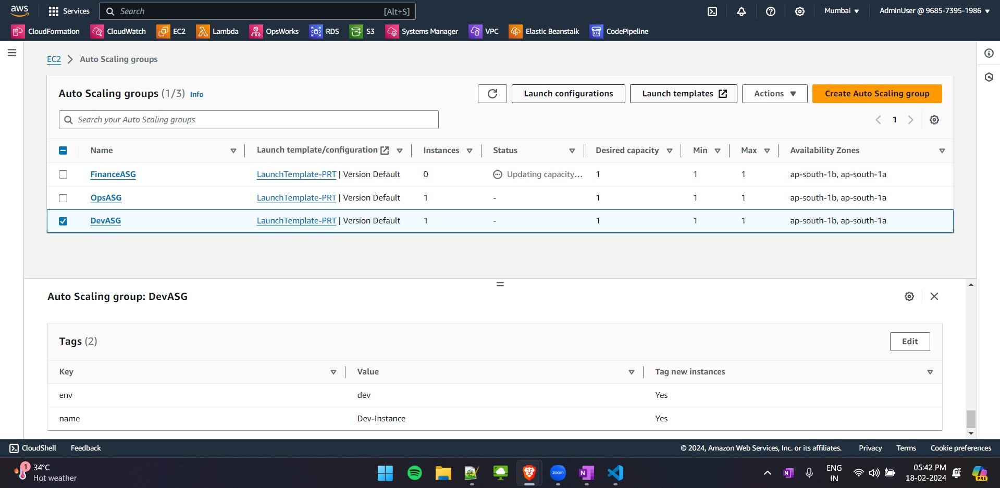 aws Services Search [Alt+S] Mumbai ▼ AdminUser @ 9685-7395-1986 ▼
CloudFormation CloudWatch EC2 Lambda OpsWorks RDS S3 Systems Manager VPC Elastic Beanstalk CodePipeline
EC2 > Auto Scaling groups
Auto Scaling groups (1/3) Info Launch configurations Launch templates Actions ▼ Create Auto Scaling group
Search your Auto Scaling groups < 1 >
Name Launch template/configuration Instances Status Desired capacity Min Max Availability Zones
FinanceASG LaunchTemplate-PRT | Version Default 0 Updating capacity... 1 1 1 ap-south-1b, ap-south-1a
OpsASG LaunchTemplate-PRT | Version Default 1 - 1 1 1 ap-south-1b, ap-south-1a
DevASG LaunchTemplate-PRT | Version Default 1 - 1 1 1 ap-south-1b, ap-south-1a
Auto Scaling group: DevASG
Tags (2) Edit
Key Value Tag new instances
env dev Yes
name Dev-Instance Yes
CloudShell Feedback © 2024, Amazon Web Services, Inc. or its affiliates. Privacy Terms Cookie preferences
1 34°C zoom N N ENG 05:42 PM PRE
Hot weather IN 18-02-2024